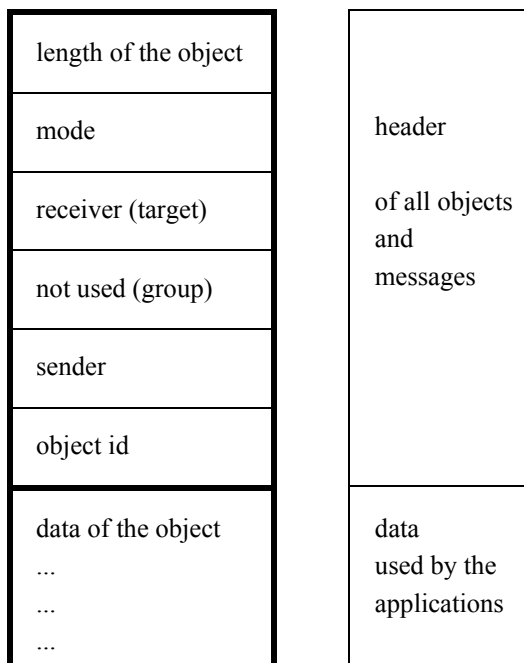 length of the object
mode
receiver (target)
not used (group)
sender
object id
data of the object
...
...
...
header
of all objects
and
messages
data
used by the
applications